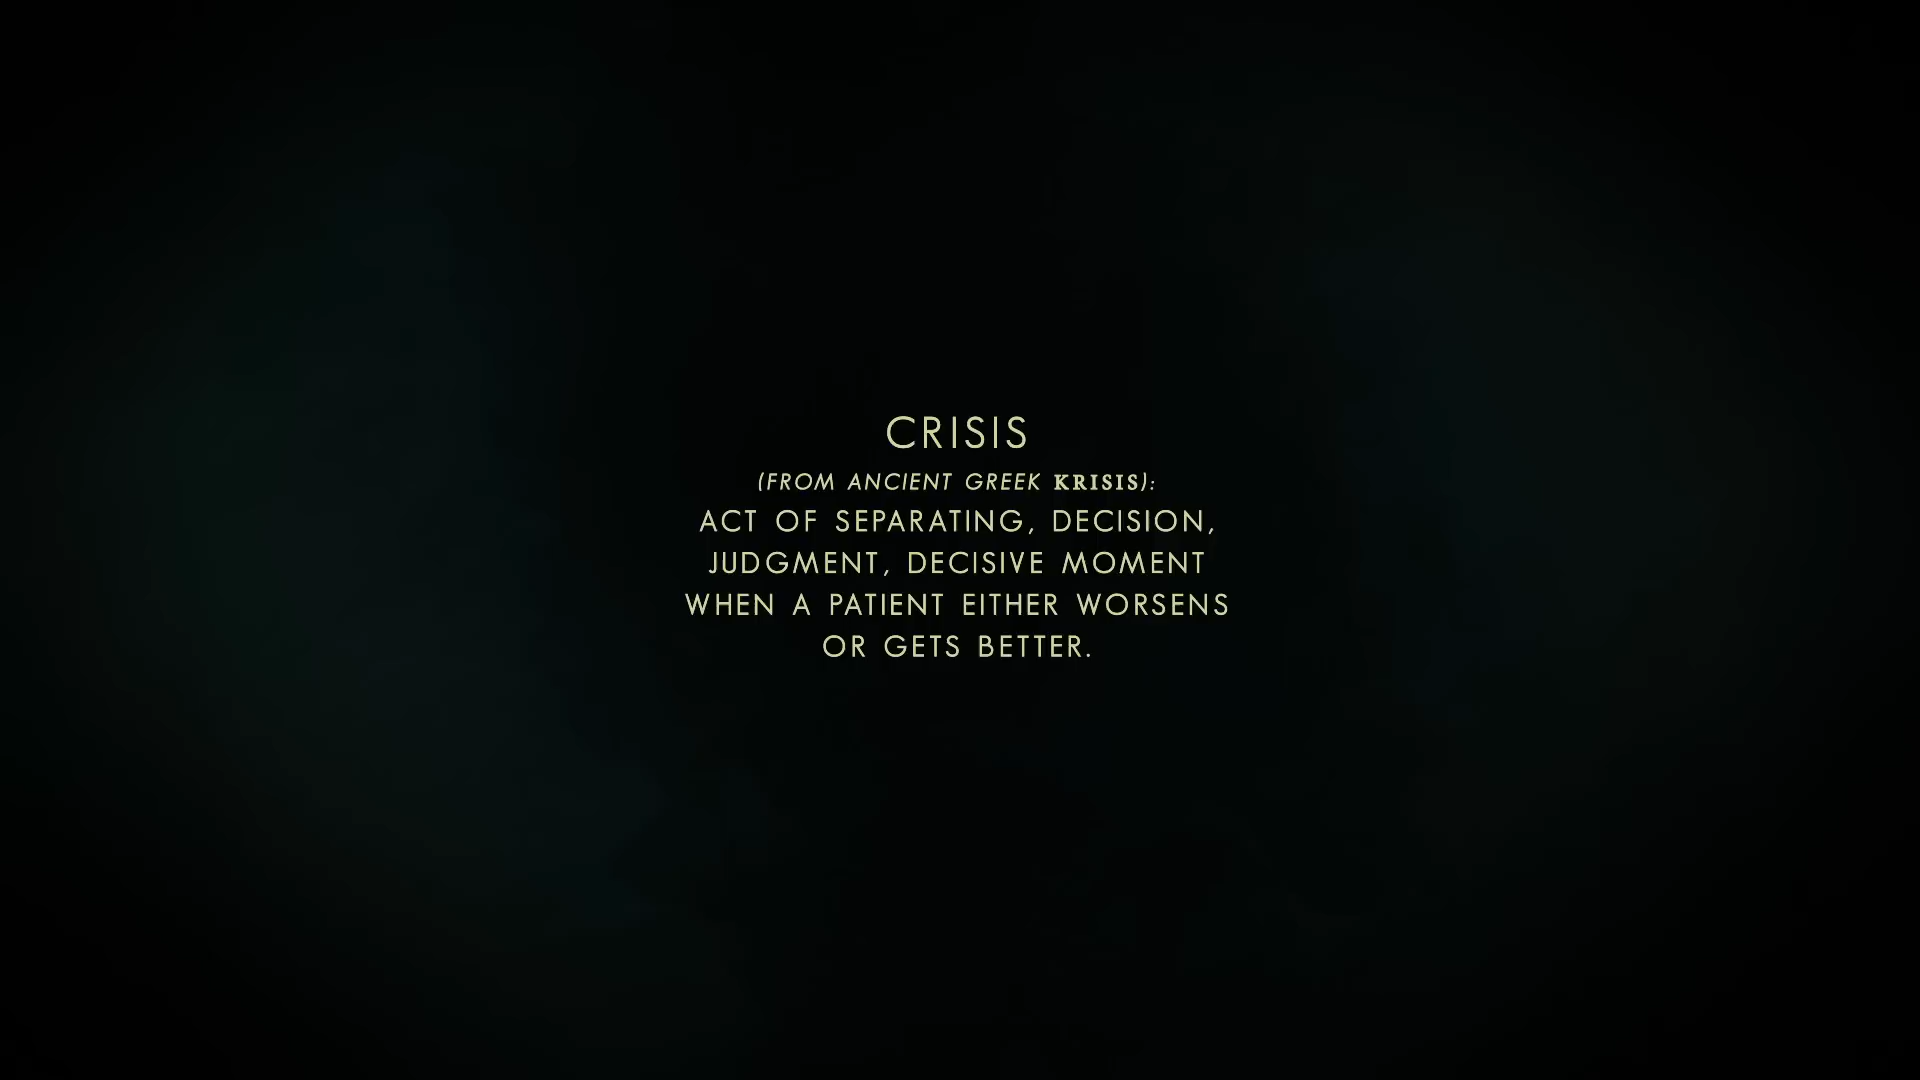 CRISIS
(FROM ANCIENT GREEK KRISIS):
ACT OF SEPARATING, DECISION,
JUDGMENT, DECISIVE MOMENT
WHEN A PATIENT EITHER WORSENS
OR GETS BETTER.